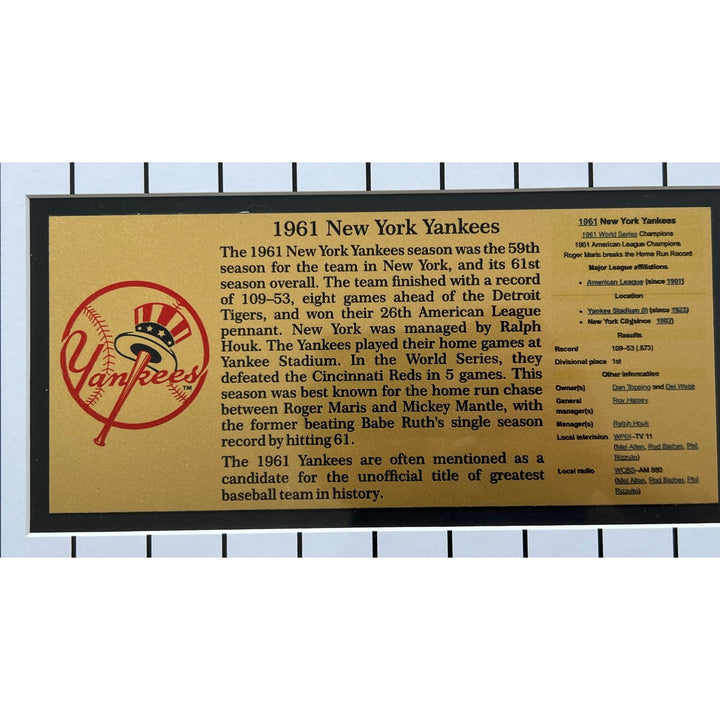 1961 New York Yankees
The 1961 New York Yankees season was the 59th
season for the team in New York, and its 61st
season overall. The team finished with a record
of 109–53, eight games ahead of the Detroit
Tigers, and won their 26th American League
pennant. New York was managed by Ralph
Houk. The Yankees played their home games at
Yankee Stadium. In the World Series, they
defeated the Cincinnati Reds in 5 games. This
season was best known for the home run chase
between Roger Maris and Mickey Mantle, with
the former beating Babe Ruth's single season
record by hitting 61.
The 1961 Yankees are often mentioned as a
candidate for the unofficial title of greatest
baseball team in history.
Yankees
TM
1961 New York Yankees
1961 World Series Champions
1961 American League Champions
Roger Maris breaks the Home Run Record
Major League affiliations
• American League (since 1901)
Location
• Yankee Stadium (I) (since 1923)
• New York City (since 1903)
Results
Record 109–53 (.673)
Divisional place 1st
Other information
Owner(s) Dan Topping and Del Webb
General manager(s) Roy Hamey
Manager(s) Ralph Houk
Local television WPIX–TV 11
(Mel Allen, Red Barber, Phil
Rizzuto)
Local radio WCBS–AM 880
(Mel Allen, Red Barber, Phil
Rizzuto)